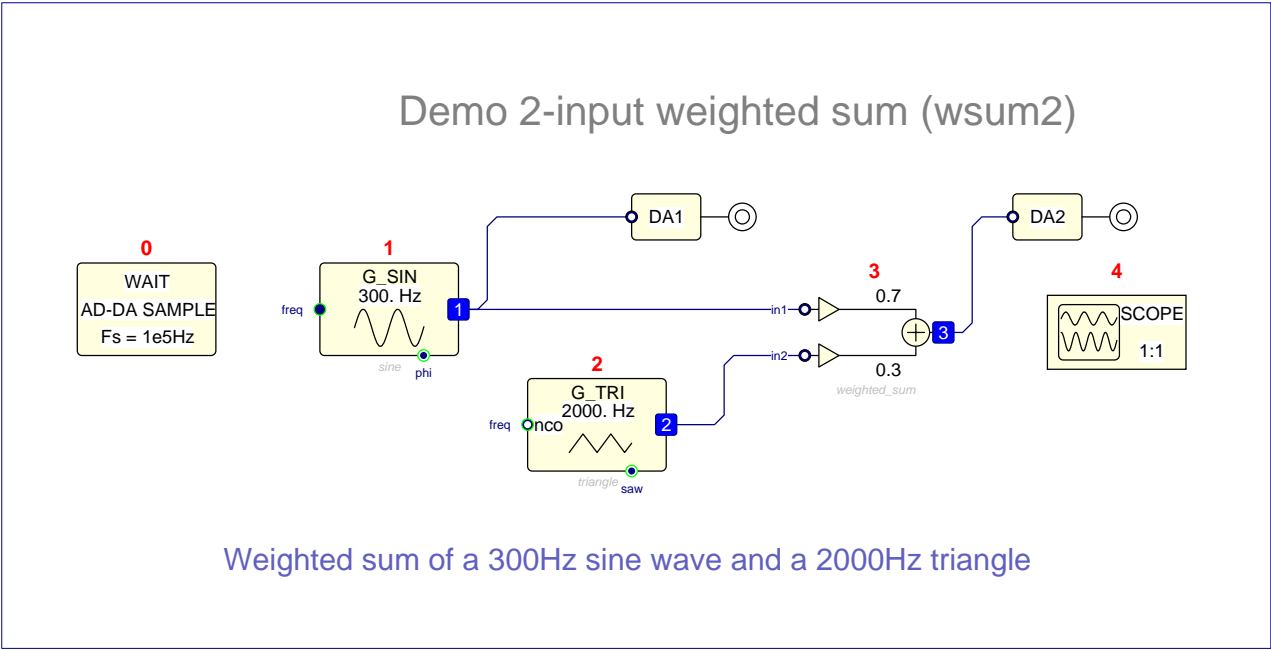 Demo 2-input weighted sum (wsum2)
DA1
DA2
0
1
3
4
WAIT
AD-DA SAMPLE
Fs = 1e5Hz
G_SIN
300. Hz
freq
1
sine
phi
in1
0.7
3
in2
0.3
weighted_sum
SCOPE
1:1
2
G_TRI
2000. Hz
freq
nco
2
triangle
saw
Weighted sum of a 300Hz sine wave and a 2000Hz triangle